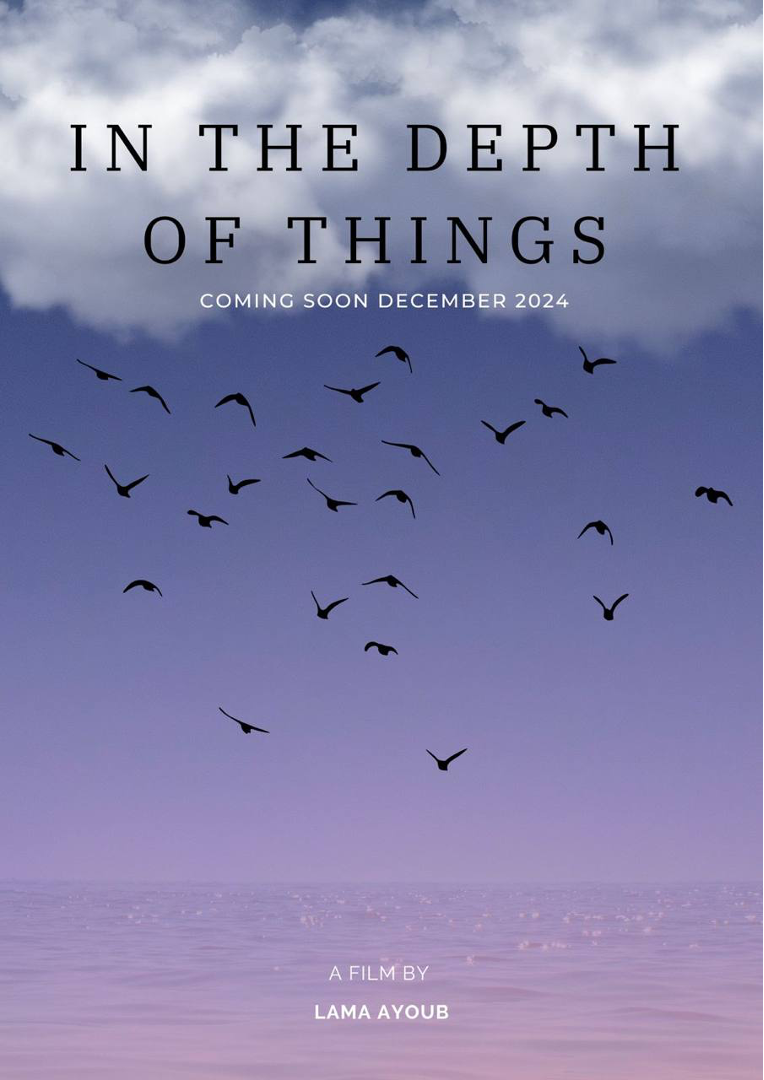 IN THE DEPTH
OF THINGS
COMING SOON DECEMBER 2024
A FILM BY
LAMA AYOUB